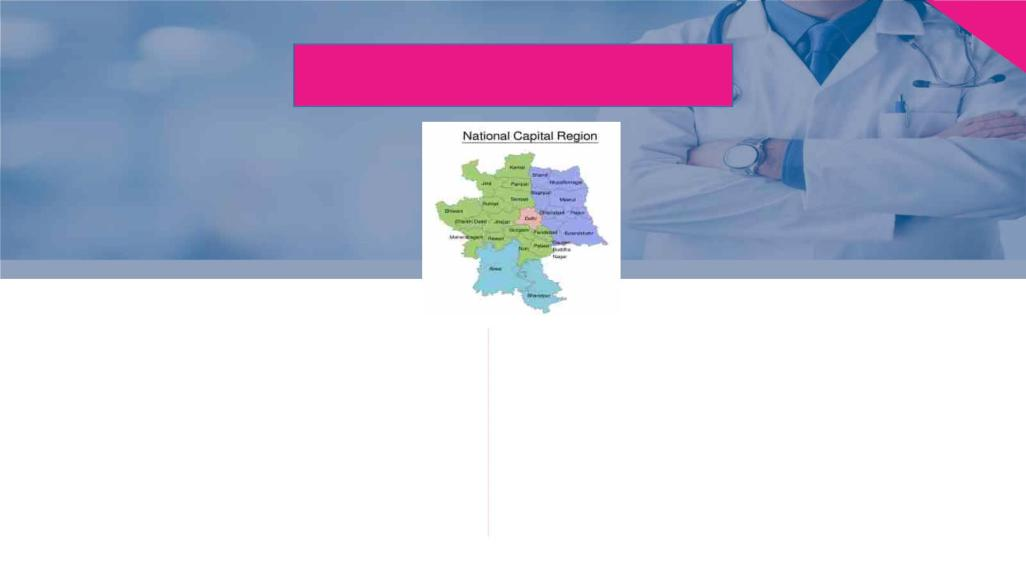 National Capital Region
Karnal
Shamli
Jind
Panipat
Muzaffarnagar
Baghpat
Rohtak
Sonipat
Meerut
Bhiwani
Delhi
Ghaziabad
Hapur
Charkhi Dadri
Jhajjar
Gurgaon
Faridabad
Bulandshahr
Mahendragarh
Rewari
Nuh
Palwal
Buddha
Nagar
Alwar
Bharatpur